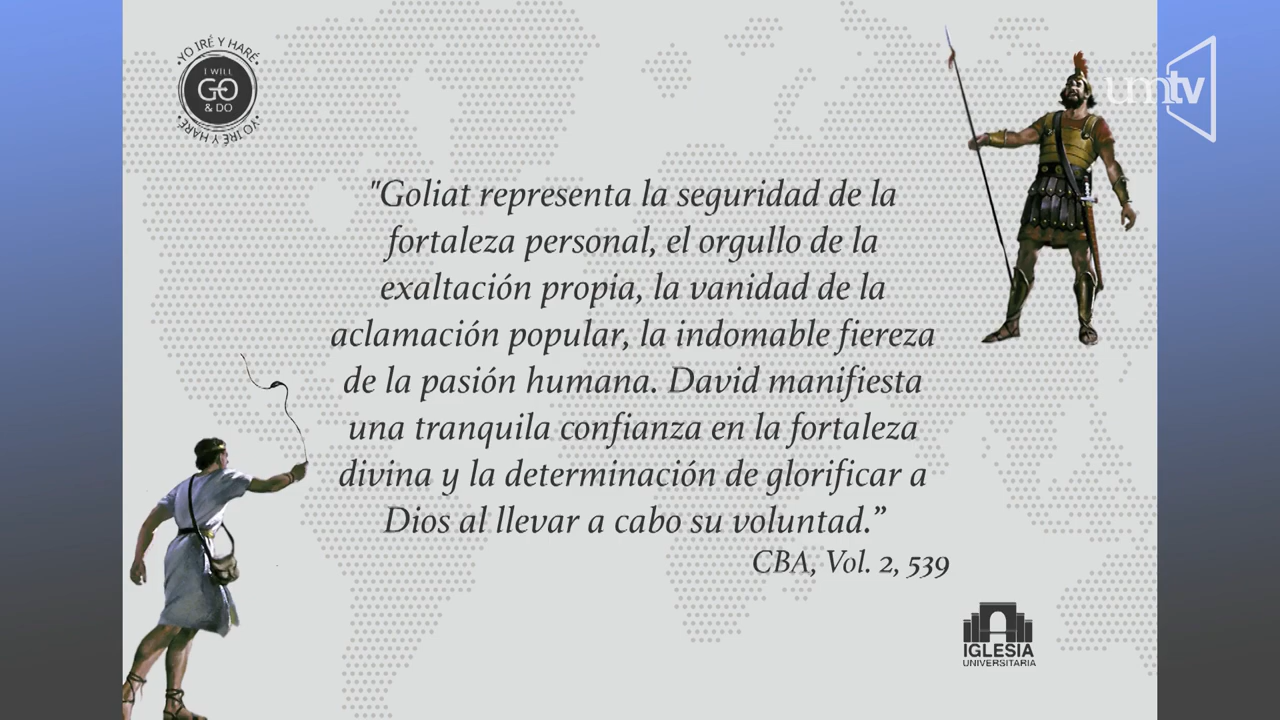 YO IRÉ Y HARÉ
I WILL
GO
& DO
YO IRÉ Y HARÉ
umtv
"Goliat representa la seguridad de la
fortaleza personal, el orgullo de la
exaltación propia, la vanidad de la
aclamación popular, la indomable fiereza
de la pasión humana. David manifiesta
una tranquila confianza en la fortaleza
divina y la determinación de glorificar a
Dios al llevar a cabo su voluntad.”
CBA, Vol. 2, 539
IGLESIA
UNIVERSITARIA